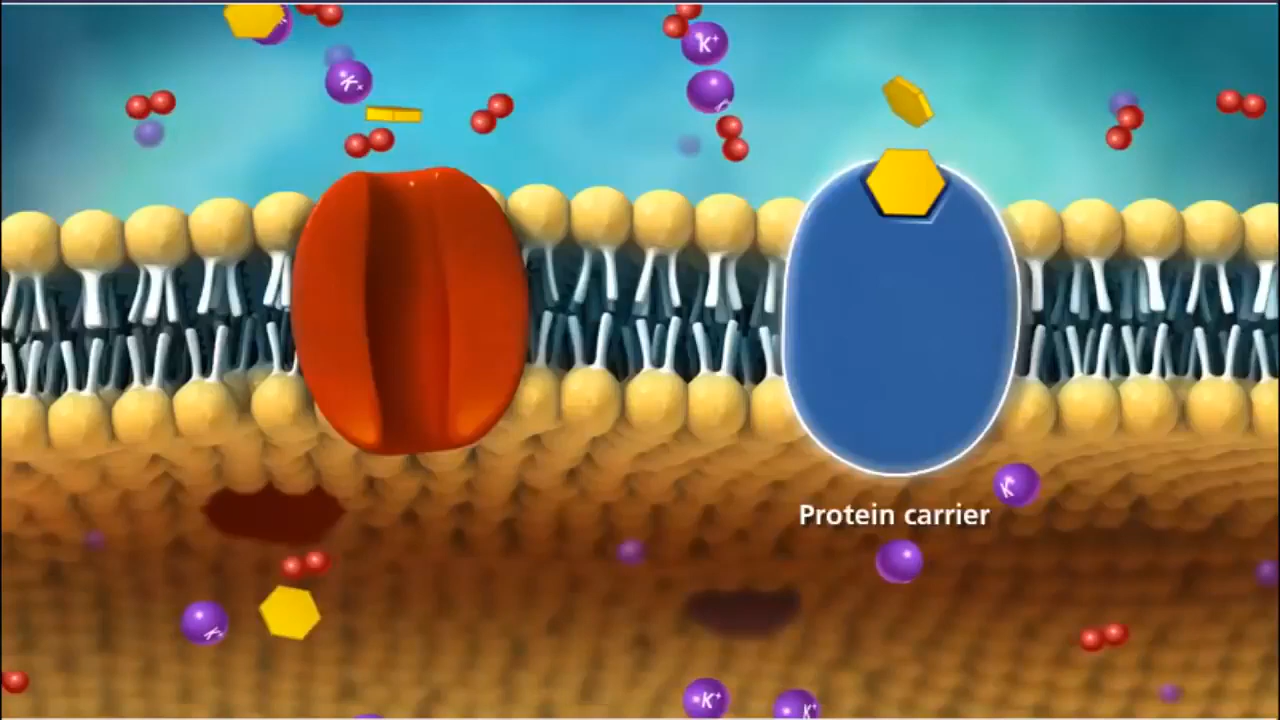 K⁺
K⁺
K
Protein carrier
K⁺
K⁺